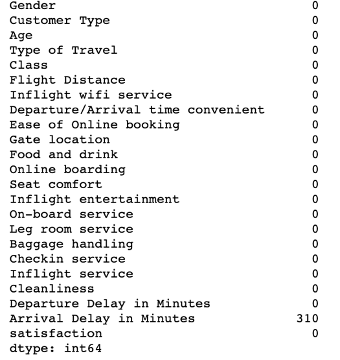 Gender 0
Customer Type 0
Age 0
Type of Travel 0
Class 0
Flight Distance 0
Inflight wifi service 0
Departure/Arrival time convenient 0
Ease of Online booking 0
Gate location 0
Food and drink 0
Online boarding 0
Seat comfort 0
Inflight entertainment 0
On-board service 0
Leg room service 0
Baggage handling 0
Checkin service 0
Inflight service 0
Cleanliness 0
Departure Delay in Minutes 0
Arrival Delay in Minutes 310
satisfaction 0
dtype: int64